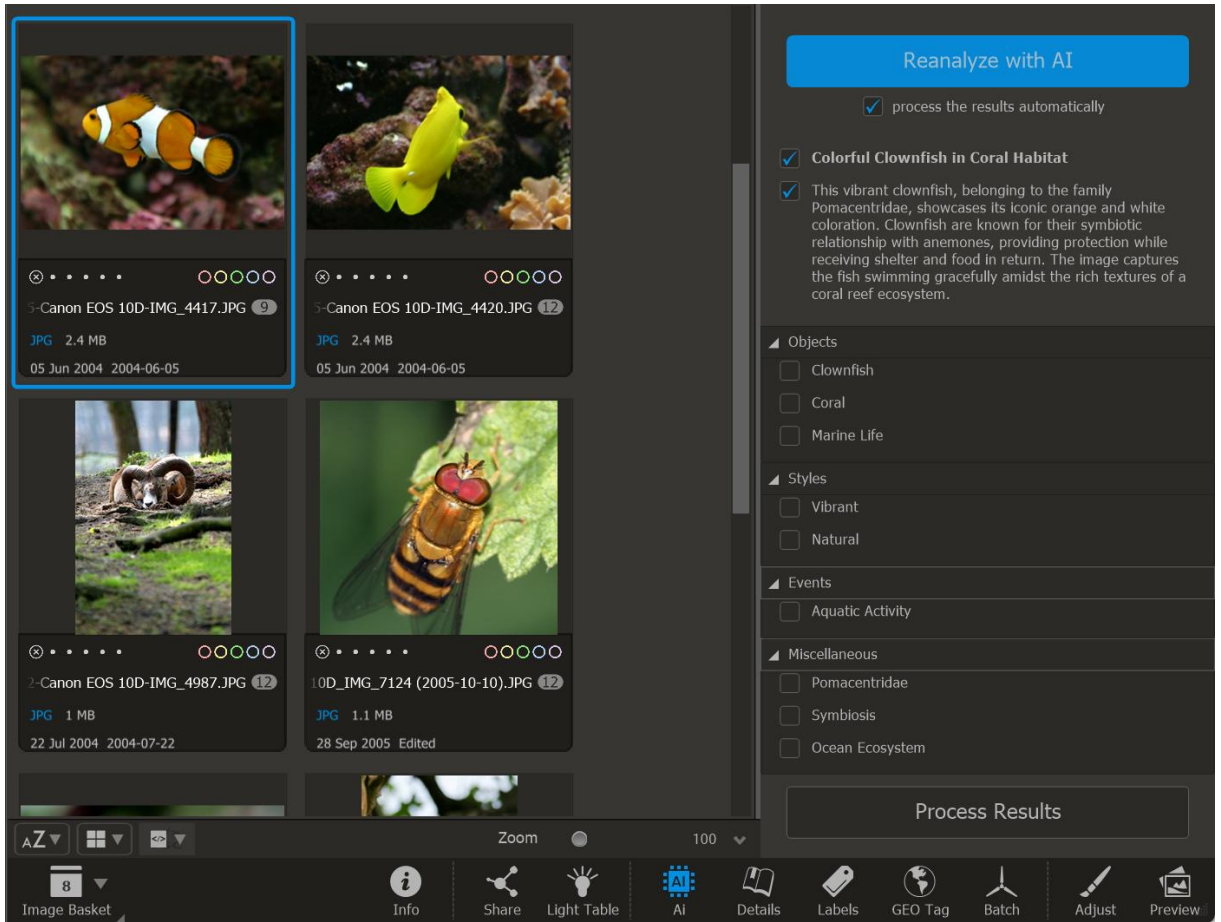 5-Canon EOS 10D-IMG_4417.JPG 9
JPG 2.4 MB
05 Jun 2004 2004-06-05
5-Canon EOS 10D-IMG_4420.JPG 12
JPG 2.4 MB
05 Jun 2004 2004-06-05
2-Canon EOS 10D-IMG_4987.JPG 12
JPG 1 MB
22 Jul 2004 2004-07-22
10D_IMG_7124 (2005-10-10).JPG 12
JPG 1.1 MB
28 Sep 2005 Edited
AZ
Zoom 100
Reanalyze with AI
process the results automatically
Colorful Clownfish in Coral Habitat
This vibrant clownfish, belonging to the family
Pomacentridae, showcases its iconic orange and white
coloration. Clownfish are known for their symbiotic
relationship with anemones, providing protection while
receiving shelter and food in return. The image captures
the fish swimming gracefully amidst the rich textures of a
coral reef ecosystem.
Objects
Clownfish
Coral
Marine Life
Styles
Vibrant
Natural
Events
Aquatic Activity
Miscellaneous
Pomacentridae
Symbiosis
Ocean Ecosystem
Process Results
8
AI
Image Basket
Info
Share
Light Table
Ai
Details
Labels
GEO Tag
Batch
Adjust
Preview